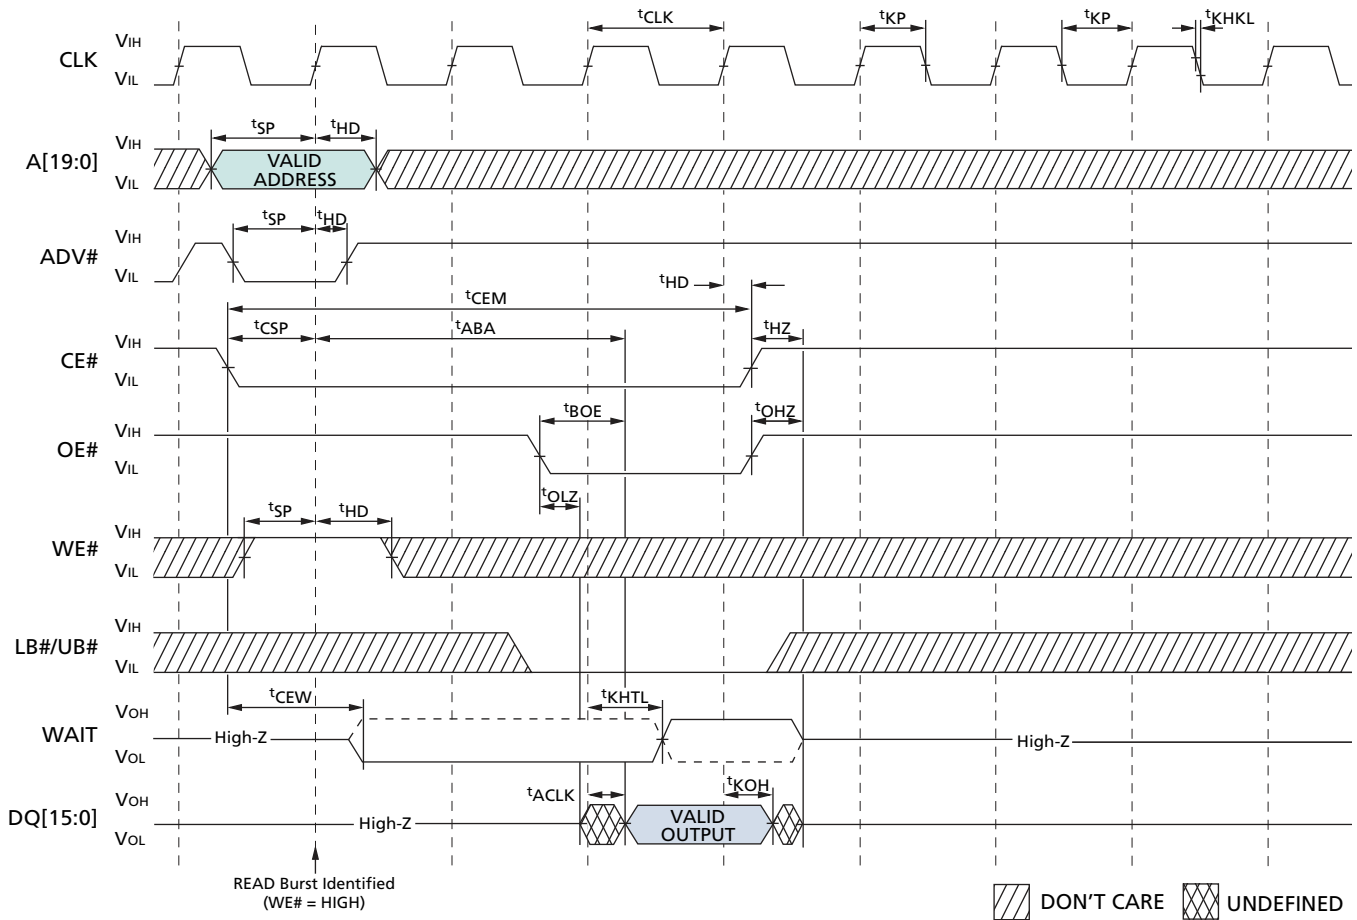 tCLK tKP tKP tKHKL
CLK VIH
VIL
tSP tHD
A[19:0] VIH
VIL
VALID
ADDRESS
tSP tHD
ADV# VIH
VIL
tHD
tCEM
tCSP tABA tHZ
CE# VIH
VIL
tBOE tOHZ
OE# VIH
VIL
tOLZ
tSP tHD
WE# VIH
VIL
LB#/UB# VIH
VIL
tCEW tKHTL
WAIT VOH
VOL
High-Z High-Z
tACLK tKOH
DQ[15:0] VOH
VOL
High-Z
VALID
OUTPUT
READ Burst Identified
(WE# = HIGH)
DON'T CARE UNDEFINED